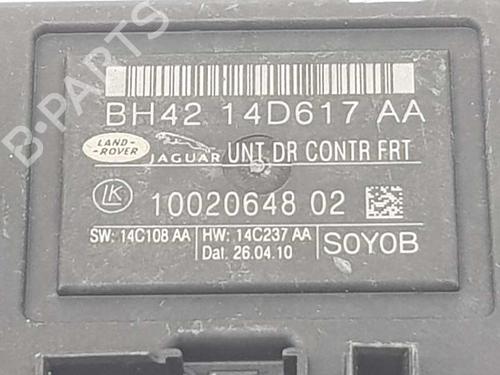 B-PARTS
BH42 14D617 AA
LAND-
ROVER
JAGUAR UNT DR CONTR FRT
LK 10020648 02
SW: 14C108 AA HW: 14C237 AA
Dat. 26.04.10
SOYOB